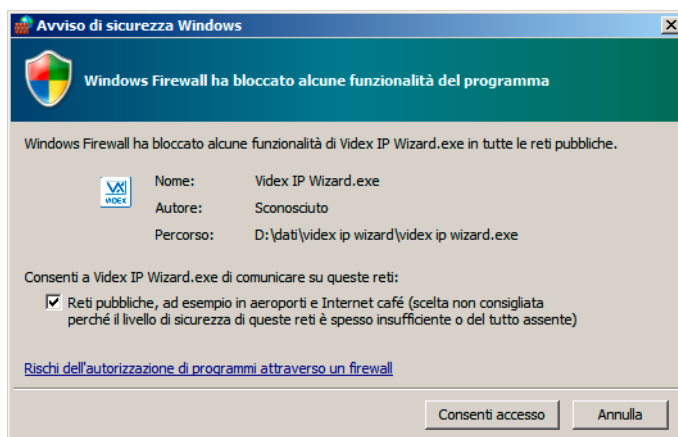 Avviso di sicurezza Windows
Windows Firewall ha bloccato alcune funzionalità del programma
Windows Firewall ha bloccato alcune funzionalità di Videx IP Wizard.exe in tutte le reti pubbliche.
VIDEX
Nome: Videx IP Wizard.exe
Autore: Sconosciuto
Percorso: D:\dati\videx ip wizard\videx ip wizard.exe
Consenti a Videx IP Wizard.exe di comunicare su queste reti:
Reti pubbliche, ad esempio in aeroporti e Internet café (scelta non consigliata
perché il livello di sicurezza di queste reti è spesso insufficiente o del tutto assente)
Rischi dell'autorizzazione di programmi attraverso un firewall
Consenti accesso Annulla